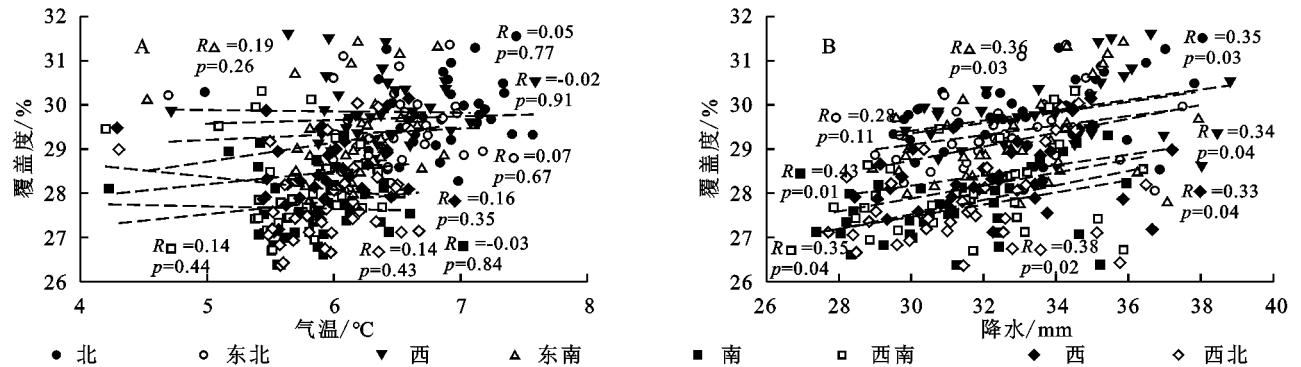 A
覆盖度/%
32
31
30
29
28
27
26
4 5 6 7 8
气温/℃
R△=0.19
p=0.26
R●=0.05
p=0.77
R▼=-0.02
p=0.91
R○=0.07
p=0.67
R◆=0.16
p=0.35
R□=0.14
p=0.44
R◇=0.14
p=0.43
R■=-0.03
p=0.84
B
覆盖度/%
32
31
30
29
28
27
26
26 28 30 32 34 36 38 40
降水/mm
R△=0.36
p=0.03
R●=0.35
p=0.03
R○=0.28
p=0.11
R▼=0.34
p=0.04
R■=0.43
p=0.01
R◆=0.33
p=0.04
R□=0.35
p=0.04
R◇=0.38
p=0.02
●北 ○东北 ▼西 △东南 ■南 □西南 ◆西 ◇西北